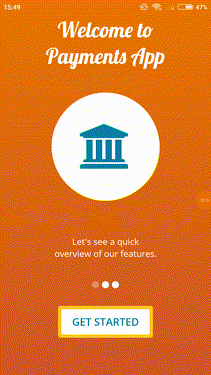 15:49
47%
Welcome to
Payments App
Let's see a quick
overview of our features.
GET STARTED